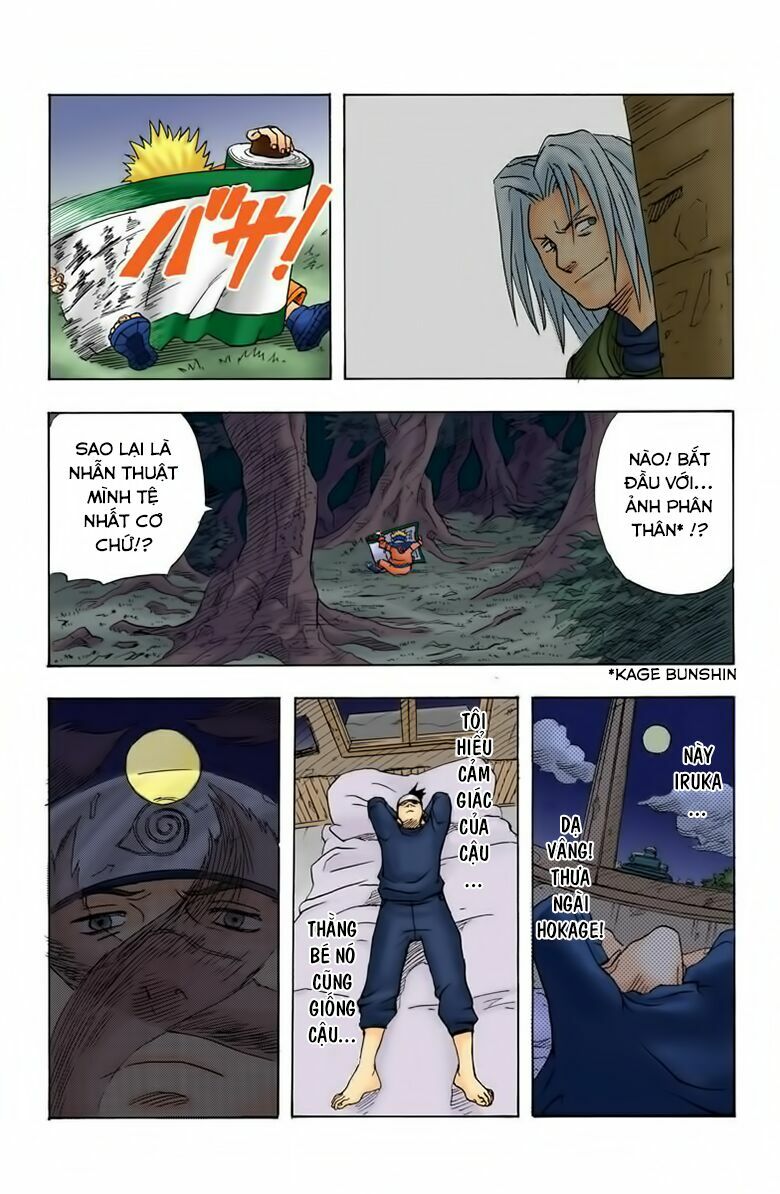 バサ!
NÀO! BẮT
ĐẦU VỚI...
ẢNH PHÂN
THÂN* !?
SAO LẠI LÀ
NHẪN THUẬT
MÌNH TỆ
NHẤT CƠ
CHỨ!?
*KAGE BUNSHIN
NÀY
IRUKA
...
DẠ
VÂNG!
THƯA
NGÀI
HOKAGE!
TÔI
HIỂU
CẢM
GIÁC
CỦA
CẬU
...
THẰNG
BÉ NÓ
CŨNG
GIỐNG
CẬU...